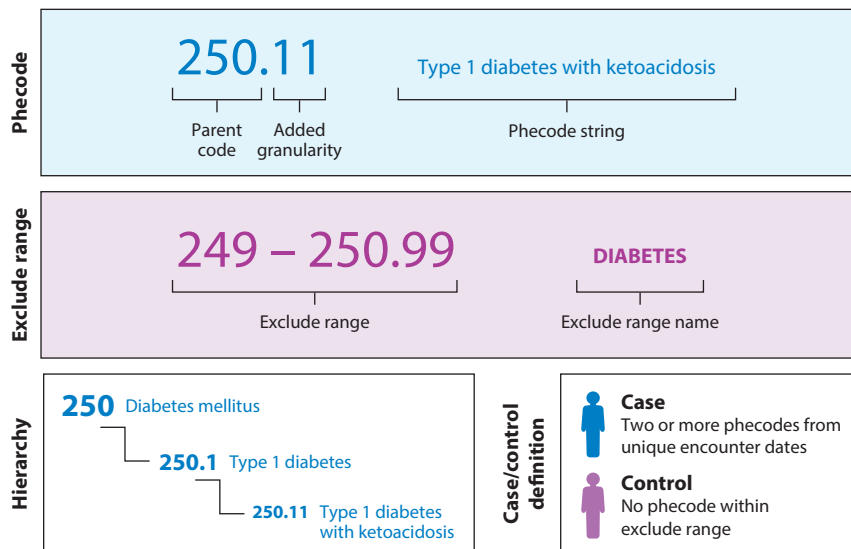 Phecode
250.11
Type 1 diabetes with ketoacidosis
Parent
code
Added
granularity
Phecode string
Exclude range
249 – 250.99
DIABETES
Exclude range
Exclude range name
Hierarchy
250 Diabetes mellitus
250.1 Type 1 diabetes
250.11 Type 1 diabetes
with ketoacidosis
Case/control
definition
Case
Two or more phecodes from
unique encounter dates
Control
No phecode within
exclude range